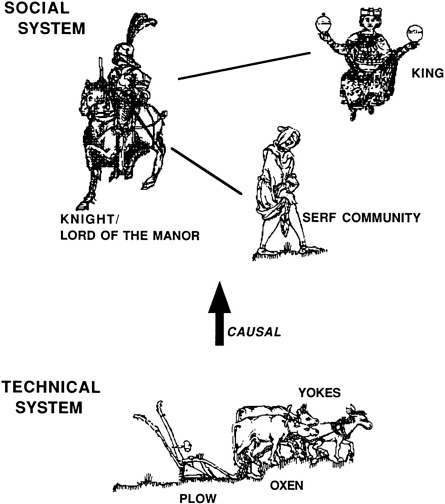 SOCIAL
SYSTEM
KING
KNIGHT/
LORD OF THE MANOR
SERF COMMUNITY
CAUSAL
TECHNICAL
SYSTEM
YOKES
OXEN
PLOW